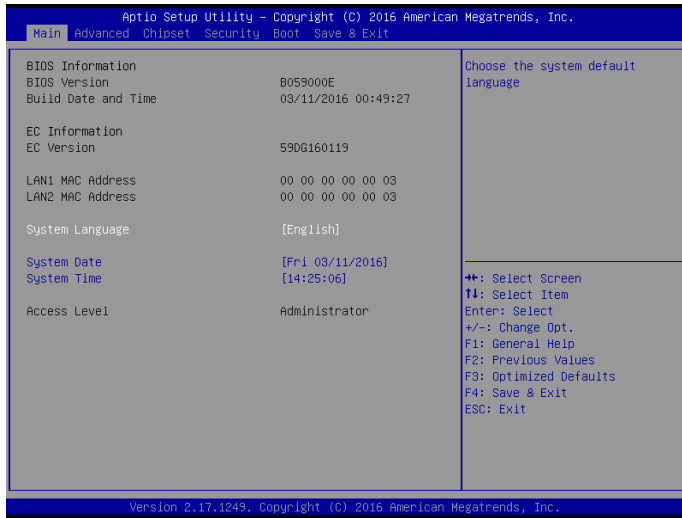 Aptio Setup Utility – Copyright (C) 2016 American Megatrends, Inc.
Main Advanced Chipset Security Boot Save & Exit
BIOS Information
BIOS Version B059000E
Build Date and Time 03/11/2016 00:49:27
EC Information
EC Version 59DG160119
LAN1 MAC Address 00 00 00 00 00 03
LAN2 MAC Address 00 00 00 00 00 03
System Language [English]
System Date [Fri 03/11/2016]
System Time [14:25:06]
Access Level Administrator
Choose the system default
language
→←: Select Screen
↑↓: Select Item
Enter: Select
+/-: Change Opt.
F1: General Help
F2: Previous Values
F3: Optimized Defaults
F4: Save & Exit
ESC: Exit
Version 2.17.1249. Copyright (C) 2016 American Megatrends, Inc.